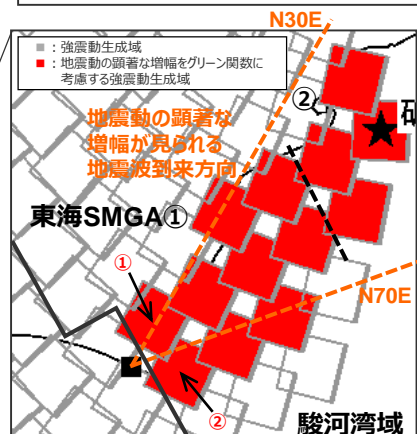 ■ ：強震動生成域
■ ：地震動の顕著な増幅をグリーン関数に
考慮する強震動生成域
N30E
②
地震動の顕著な
増幅が見られる
地震波到来方向
東海SMGA①
①
N70E
②
駿河湾域